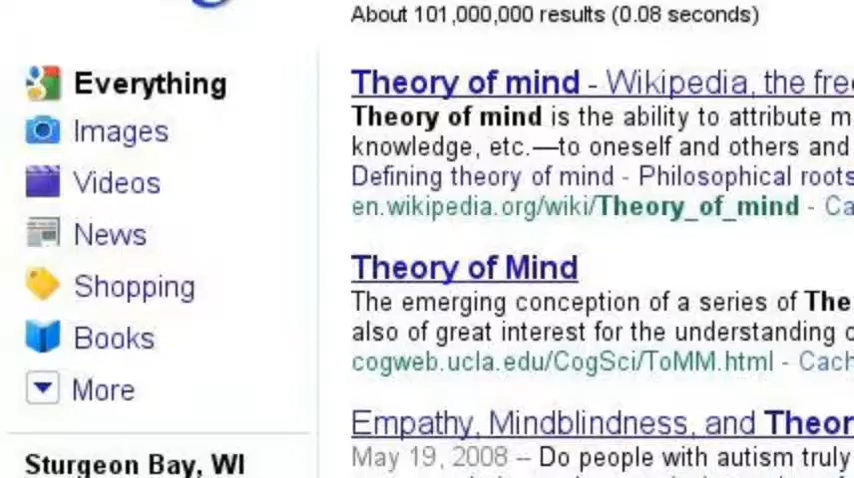 About 101,000,000 results (0.08 seconds)
Everything
Images
Videos
News
Shopping
Books
More
Sturgeon Bay, WI
Theory of mind - Wikipedia, the free
Theory of mind is the ability to attribute m
knowledge, etc.—to oneself and others and
Defining theory of mind - Philosophical roots
en.wikipedia.org/wiki/Theory_of_mind - Ca
Theory of Mind
The emerging conception of a series of The
also of great interest for the understanding o
cogweb.ucla.edu/CogSci/ToMM.html - Cach
Empathy, Mindblindness, and Theor
May 19, 2008 – Do people with autism truly